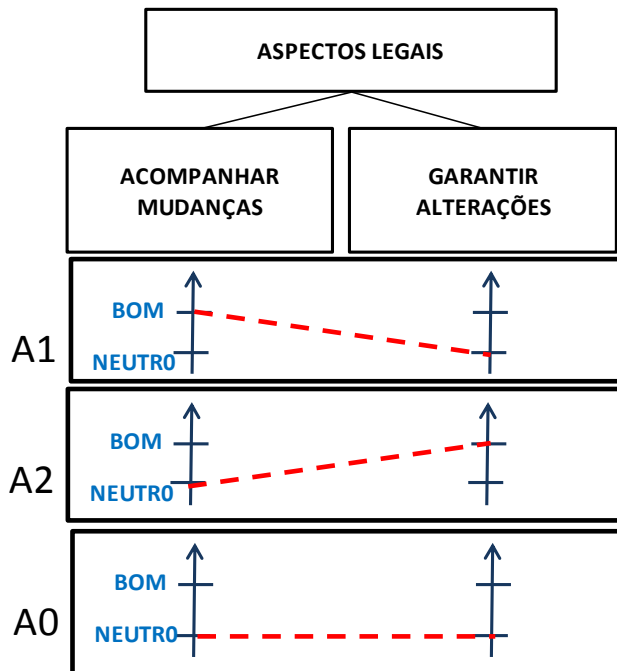 ASPECTOS LEGAIS
ACOMPANHAR
MUDANÇAS
GARANTIR
ALTERAÇÕES
A1
BOM
NEUTR0
A2
BOM
NEUTR0
A0
BOM
NEUTR0